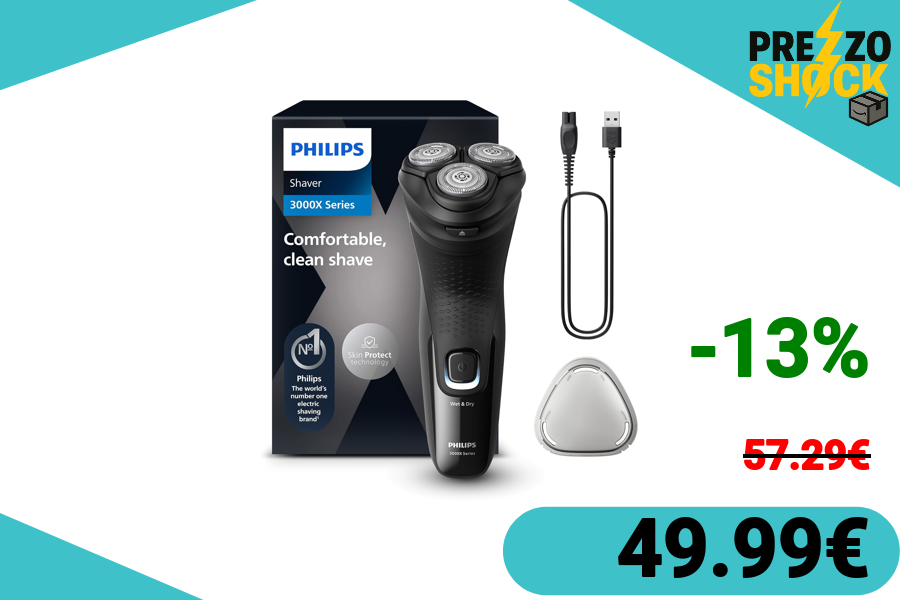 PREZZO
SHOCK
PHILIPS
Shaver
3000X Series
Comfortable,
clean shave
Nº1
Philips
The world's
number one
electric
shaving
brand¹
Skin Protect
technology
Wet & Dry
PHILIPS
3000X Series
-13%
57.29€
49.99€